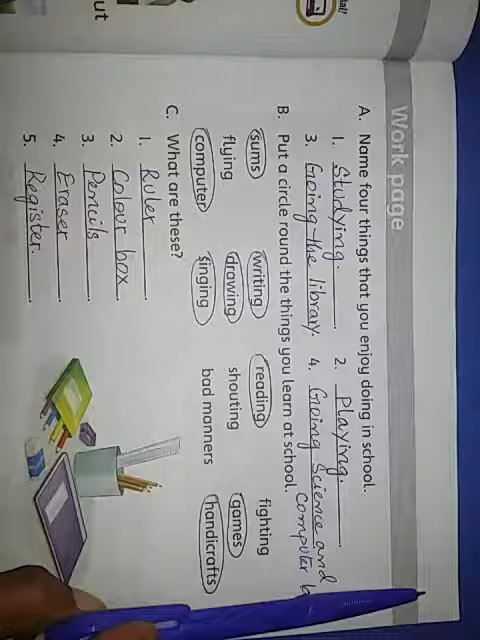 Work page
A. Name four things that you enjoy doing in school.
1. Studying. 2. Playing.
3. Going the library. 4. Going Science and
computer
B. Put a circle round the things you learn at school.
sums writing reading fighting
flying drawing shouting games
computer singing bad manners handicrafts
C. What are these?
1. Ruler
2. Colour box
3. Pencils
4. Eraser
5. Register.
ut